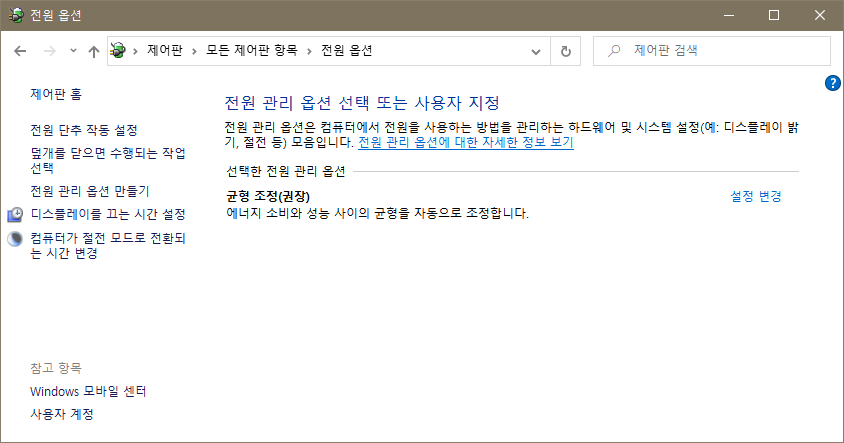 전원 옵션
제어판 › 모든 제어판 항목 › 전원 옵션
제어판 검색
제어판 홈
전원 단추 작동 설정
덮개를 닫으면 수행되는 작업
선택
전원 관리 옵션 만들기
디스플레이를 끄는 시간 설정
컴퓨터가 절전 모드로 전환되
는 시간 변경
참고 항목
Windows 모바일 센터
사용자 계정
?
전원 관리 옵션 선택 또는 사용자 지정
전원 관리 옵션은 컴퓨터에서 전원을 사용하는 방법을 관리하는 하드웨어 및 시스템 설정(예: 디스플레이 밝
기, 절전 등) 모음입니다. 전원 관리 옵션에 대한 자세한 정보 보기
선택한 전원 관리 옵션
균형 조정(권장) 설정 변경
에너지 소비와 성능 사이의 균형을 자동으로 조정합니다.